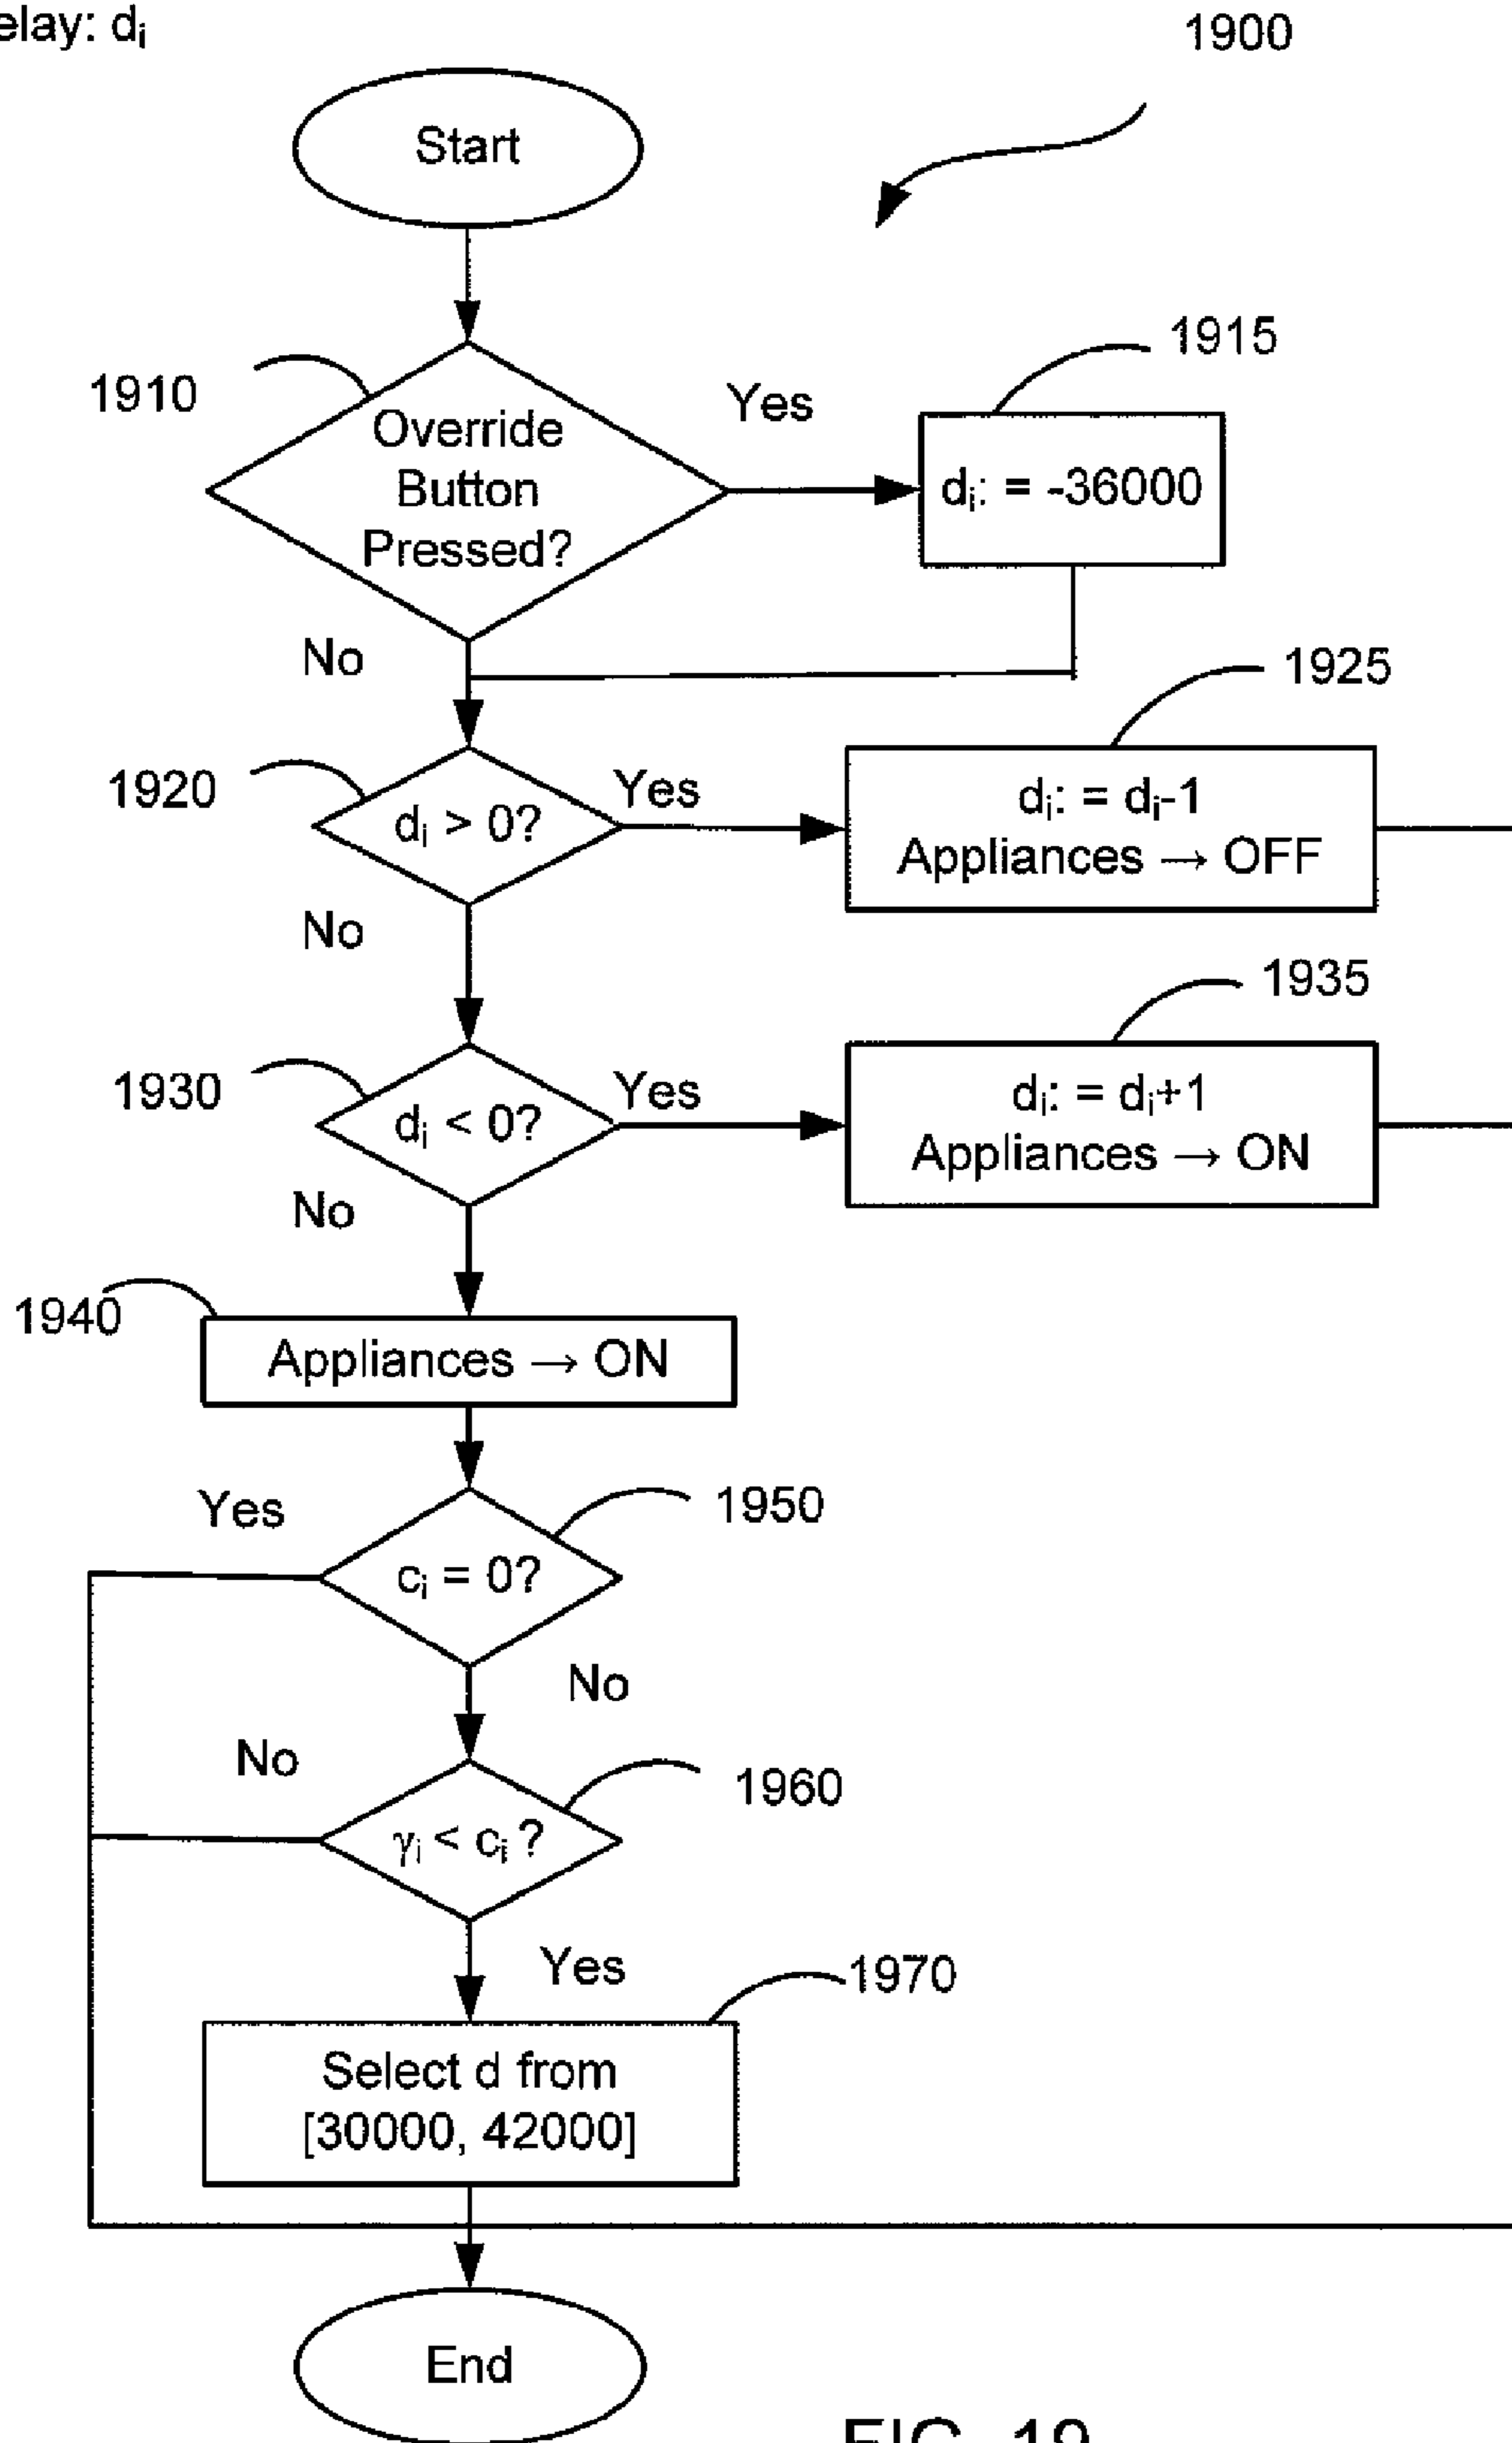 dᵢ
1900
Start
1915
1910
Override
Button
Pressed?
Yes
dᵢ: = -36000
No
1925
1920
dᵢ > 0?
Yes
dᵢ: = dᵢ-1
Appliances → OFF
No
1935
1930
dᵢ < 0?
Yes
dᵢ: = dᵢ+1
Appliances → ON
No
1940
Appliances → ON
Yes
1950
cᵢ = 0?
No
No
1960
γᵢ < cᵢ ?
Yes
1970
Select d from
[30000, 42000]
End
FIG. 19